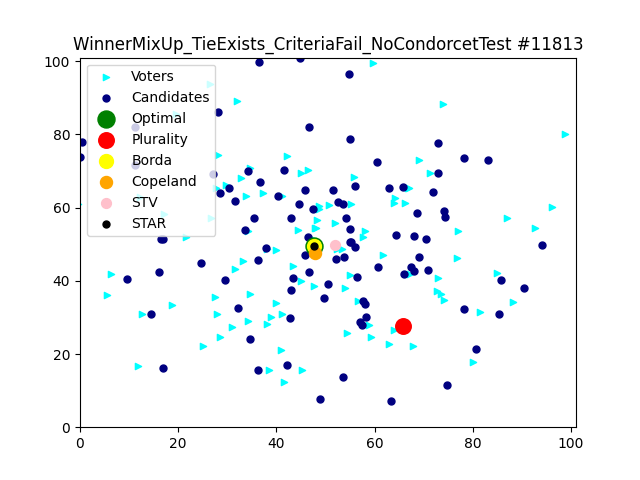 WinnerMixUp_TieExists_CriteriaFail_NoCondorcetTest #11813
100
80
60
40
20
0
0 20 40 60 80 100
Voters
Candidates
Optimal
Plurality
Borda
Copeland
STV
STAR